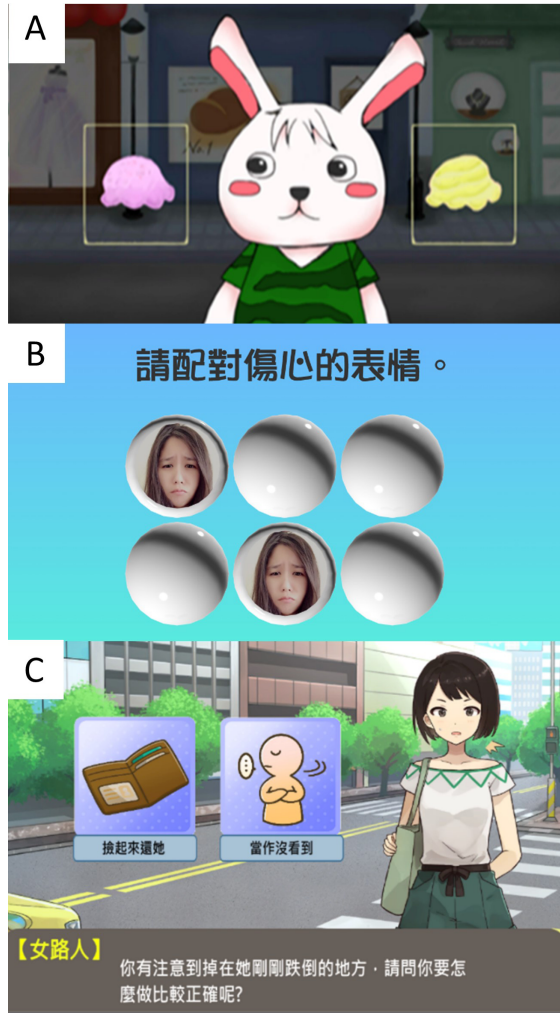 A
No.1
B
請配對傷心的表情。
C
撿起來還她
當作沒看到
【女路人】
你有注意到掉在她剛剛跌倒的地方,請問你要怎
麼做比較正確呢?